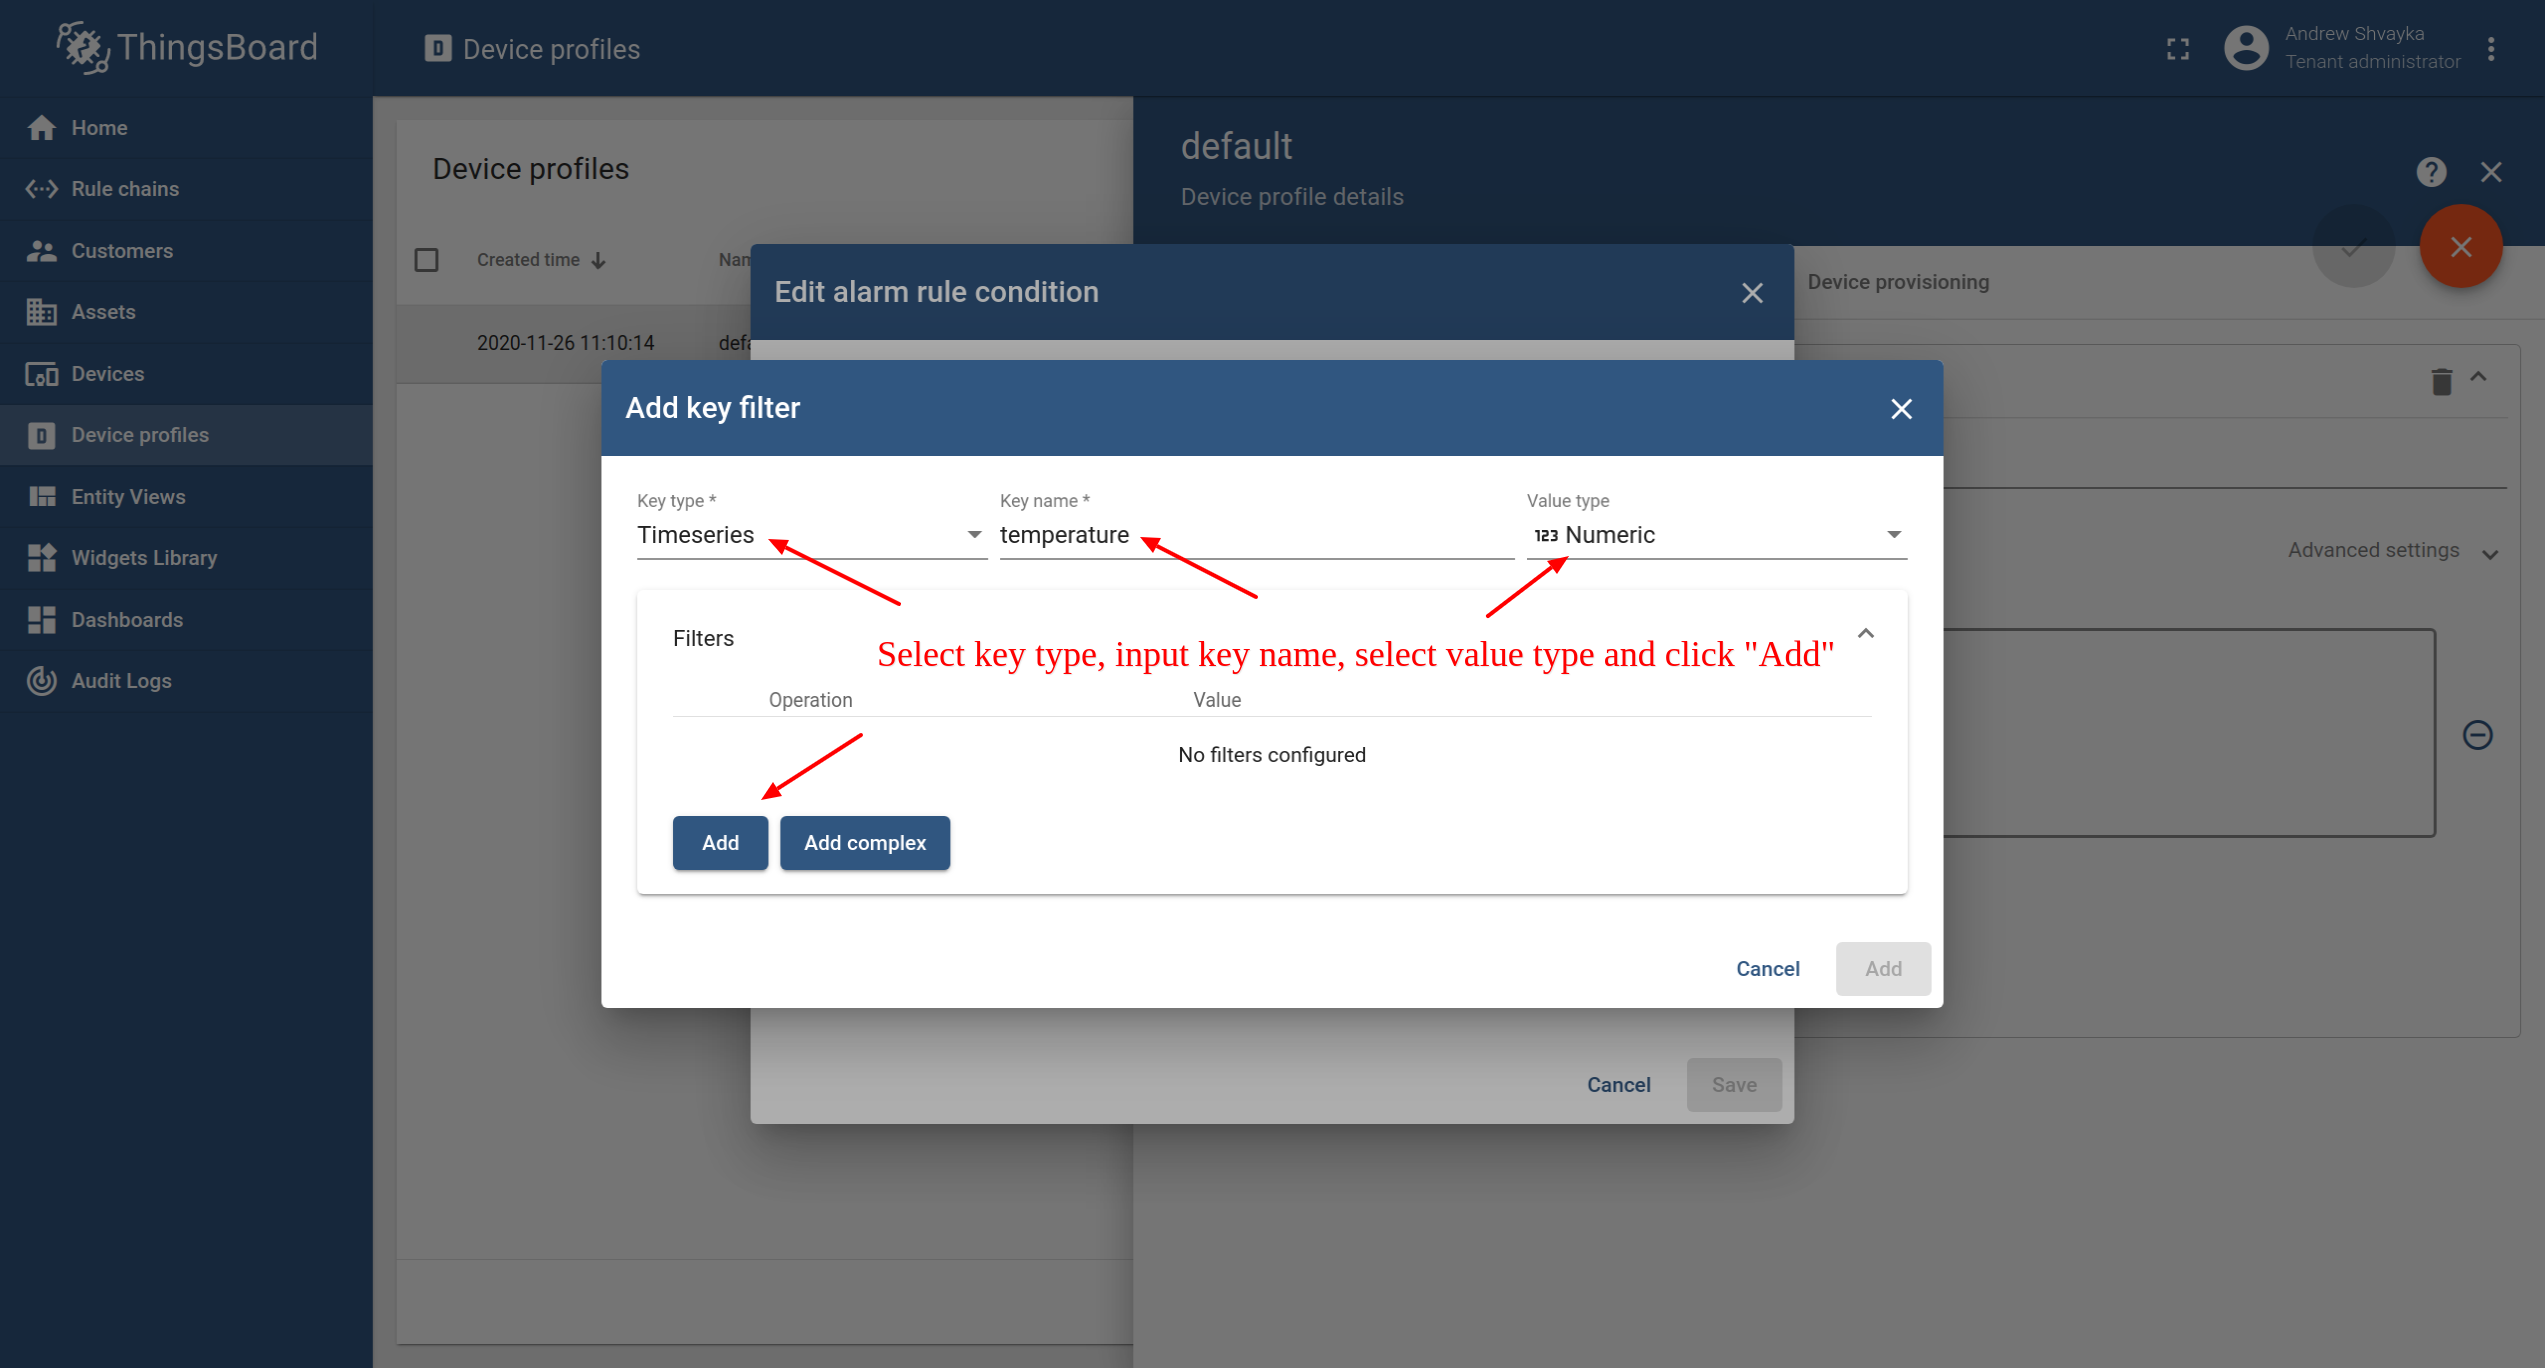 ThingsBoard
Device profiles
Andrew Shvayka
Tenant administrator
Home
Rule chains
Customers
Assets
Devices
Device profiles
Entity Views
Widgets Library
Dashboards
Audit Logs
Device profiles
Created time
Nam
2020-11-26 11:10:14
defa
default
Device profile details
Device provisioning
Advanced settings
Edit alarm rule condition
Add key filter
Key type *
Key name *
Value type
Timeseries
temperature
123 Numeric
Filters
Select key type, input key name, select value type and click "Add"
Operation
Value
No filters configured
Add
Add complex
Cancel
Add
Cancel
Save